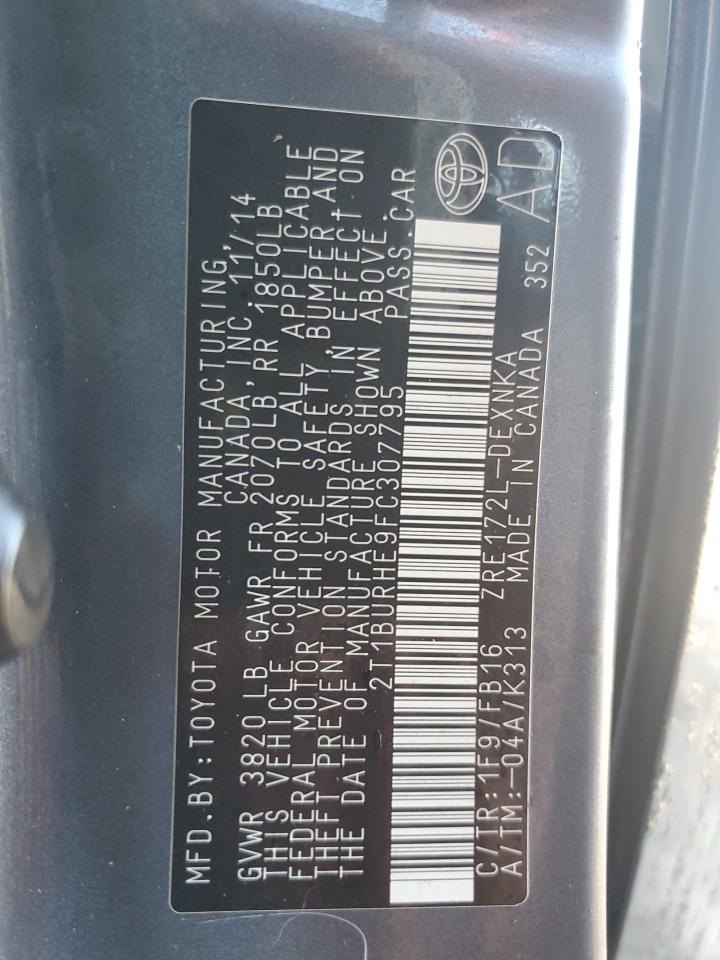 MFD.BY:TOYOTA MOTOR MANUFACTURING,
CANADA, INC. 11/14
GVWR 3820 LB GAWR FR 2070LB, RR 1850LB
THIS VEHICLE CONFORMS TO ALL APPLICABLE
FEDERAL MOTOR VEHICLE SAFETY, BUMPER, AND
THEFT PREVENTION STANDARDS IN EFFECT ON
THE DATE OF MANUFACTURE SHOWN ABOVE.
2T1BURHE9FC307795 PASS.CAR
C/TR:1F9/FB16 ZRE172L-DEXNKA
A/TM:-04A/K313 MADE IN CANADA 352
AD